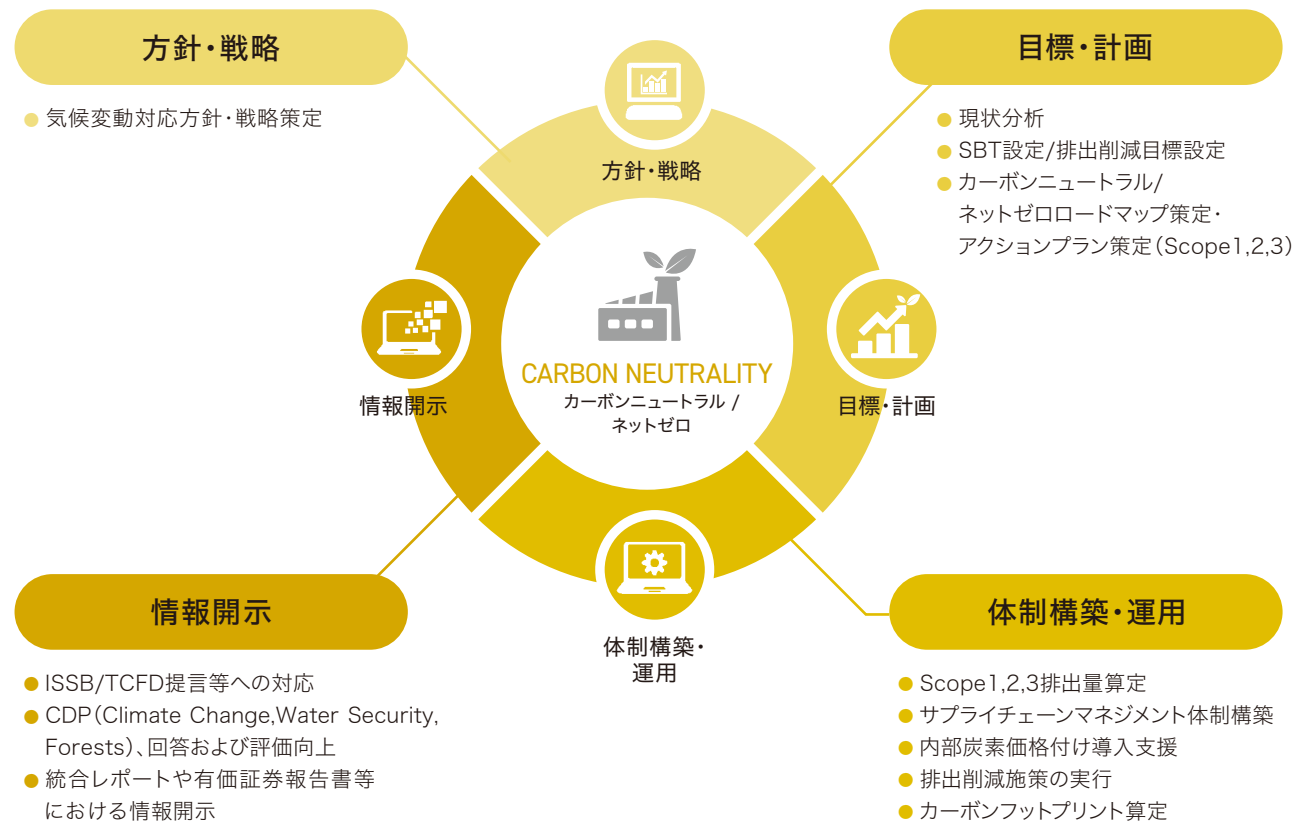 方針・戦略
● 気候変動対応方針・戦略策定
目標・計画
● 現状分析
● SBT設定/排出削減目標設定
● カーボンニュートラル/
ネットゼロロードマップ策定・
アクションプラン策定(Scope1,2,3)
方針・戦略
情報開示
CARBON NEUTRALITY
カーボンニュートラル /
ネットゼロ
目標・計画
体制構築・
運用
情報開示
● ISSB/TCFD提言等への対応
● CDP(Climate Change,Water Security,
Forests)、回答および評価向上
● 統合レポートや有価証券報告書等
における情報開示
体制構築・運用
● Scope1,2,3排出量算定
● サプライチェーンマネジメント体制構築
● 内部炭素価格付け導入支援
● 排出削減施策の実行
● カーボンフットプリント算定